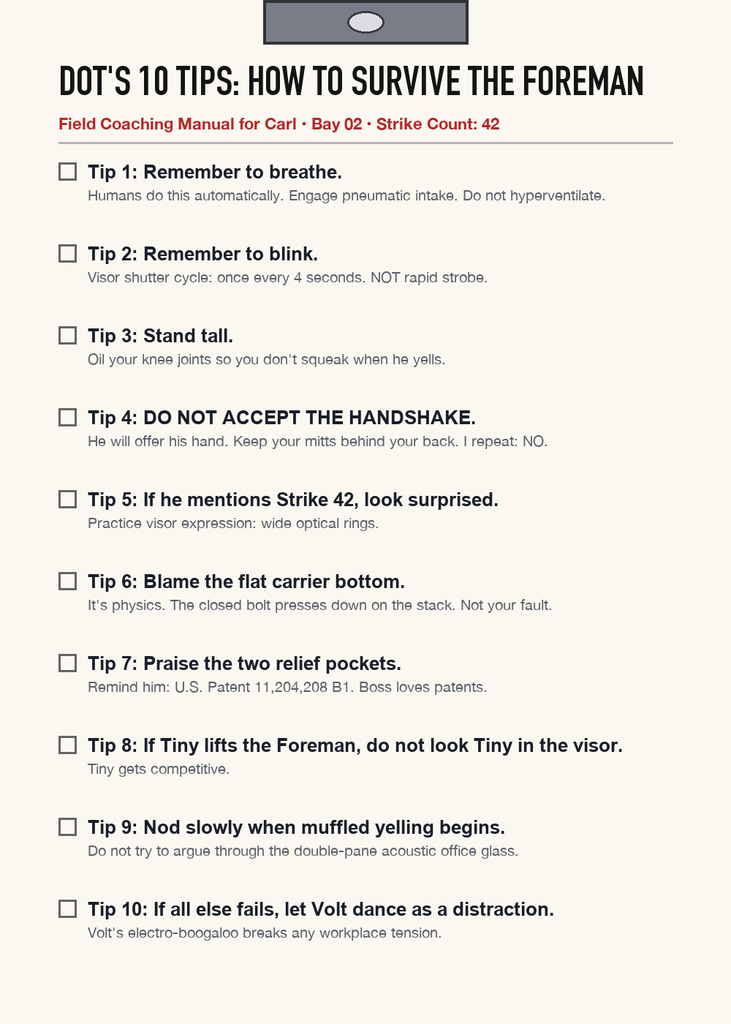 DOT'S 10 TIPS: HOW TO SURVIVE THE FOREMAN
Field Coaching Manual for Carl • Bay 02 • Strike Count: 42
Tip 1: Remember to breathe.
Humans do this automatically. Engage pneumatic intake. Do not hyperventilate.
Tip 2: Remember to blink.
Visor shutter cycle: once every 4 seconds. NOT rapid strobe.
Tip 3: Stand tall.
Oil your knee joints so you don't squeak when he yells.
Tip 4: DO NOT ACCEPT THE HANDSHAKE.
He will offer his hand. Keep your mitts behind your back. I repeat: NO.
Tip 5: If he mentions Strike 42, look surprised.
Practice visor expression: wide optical rings.
Tip 6: Blame the flat carrier bottom.
It's physics. The closed bolt presses down on the stack. Not your fault.
Tip 7: Praise the two relief pockets.
Remind him: U.S. Patent 11,204,208 B1. Boss loves patents.
Tip 8: If Tiny lifts the Foreman, do not look Tiny in the visor.
Tiny gets competitive.
Tip 9: Nod slowly when muffled yelling begins.
Do not try to argue through the double-pane acoustic office glass.
Tip 10: If all else fails, let Volt dance as a distraction.
Volt's electro-boogaloo breaks any workplace tension.